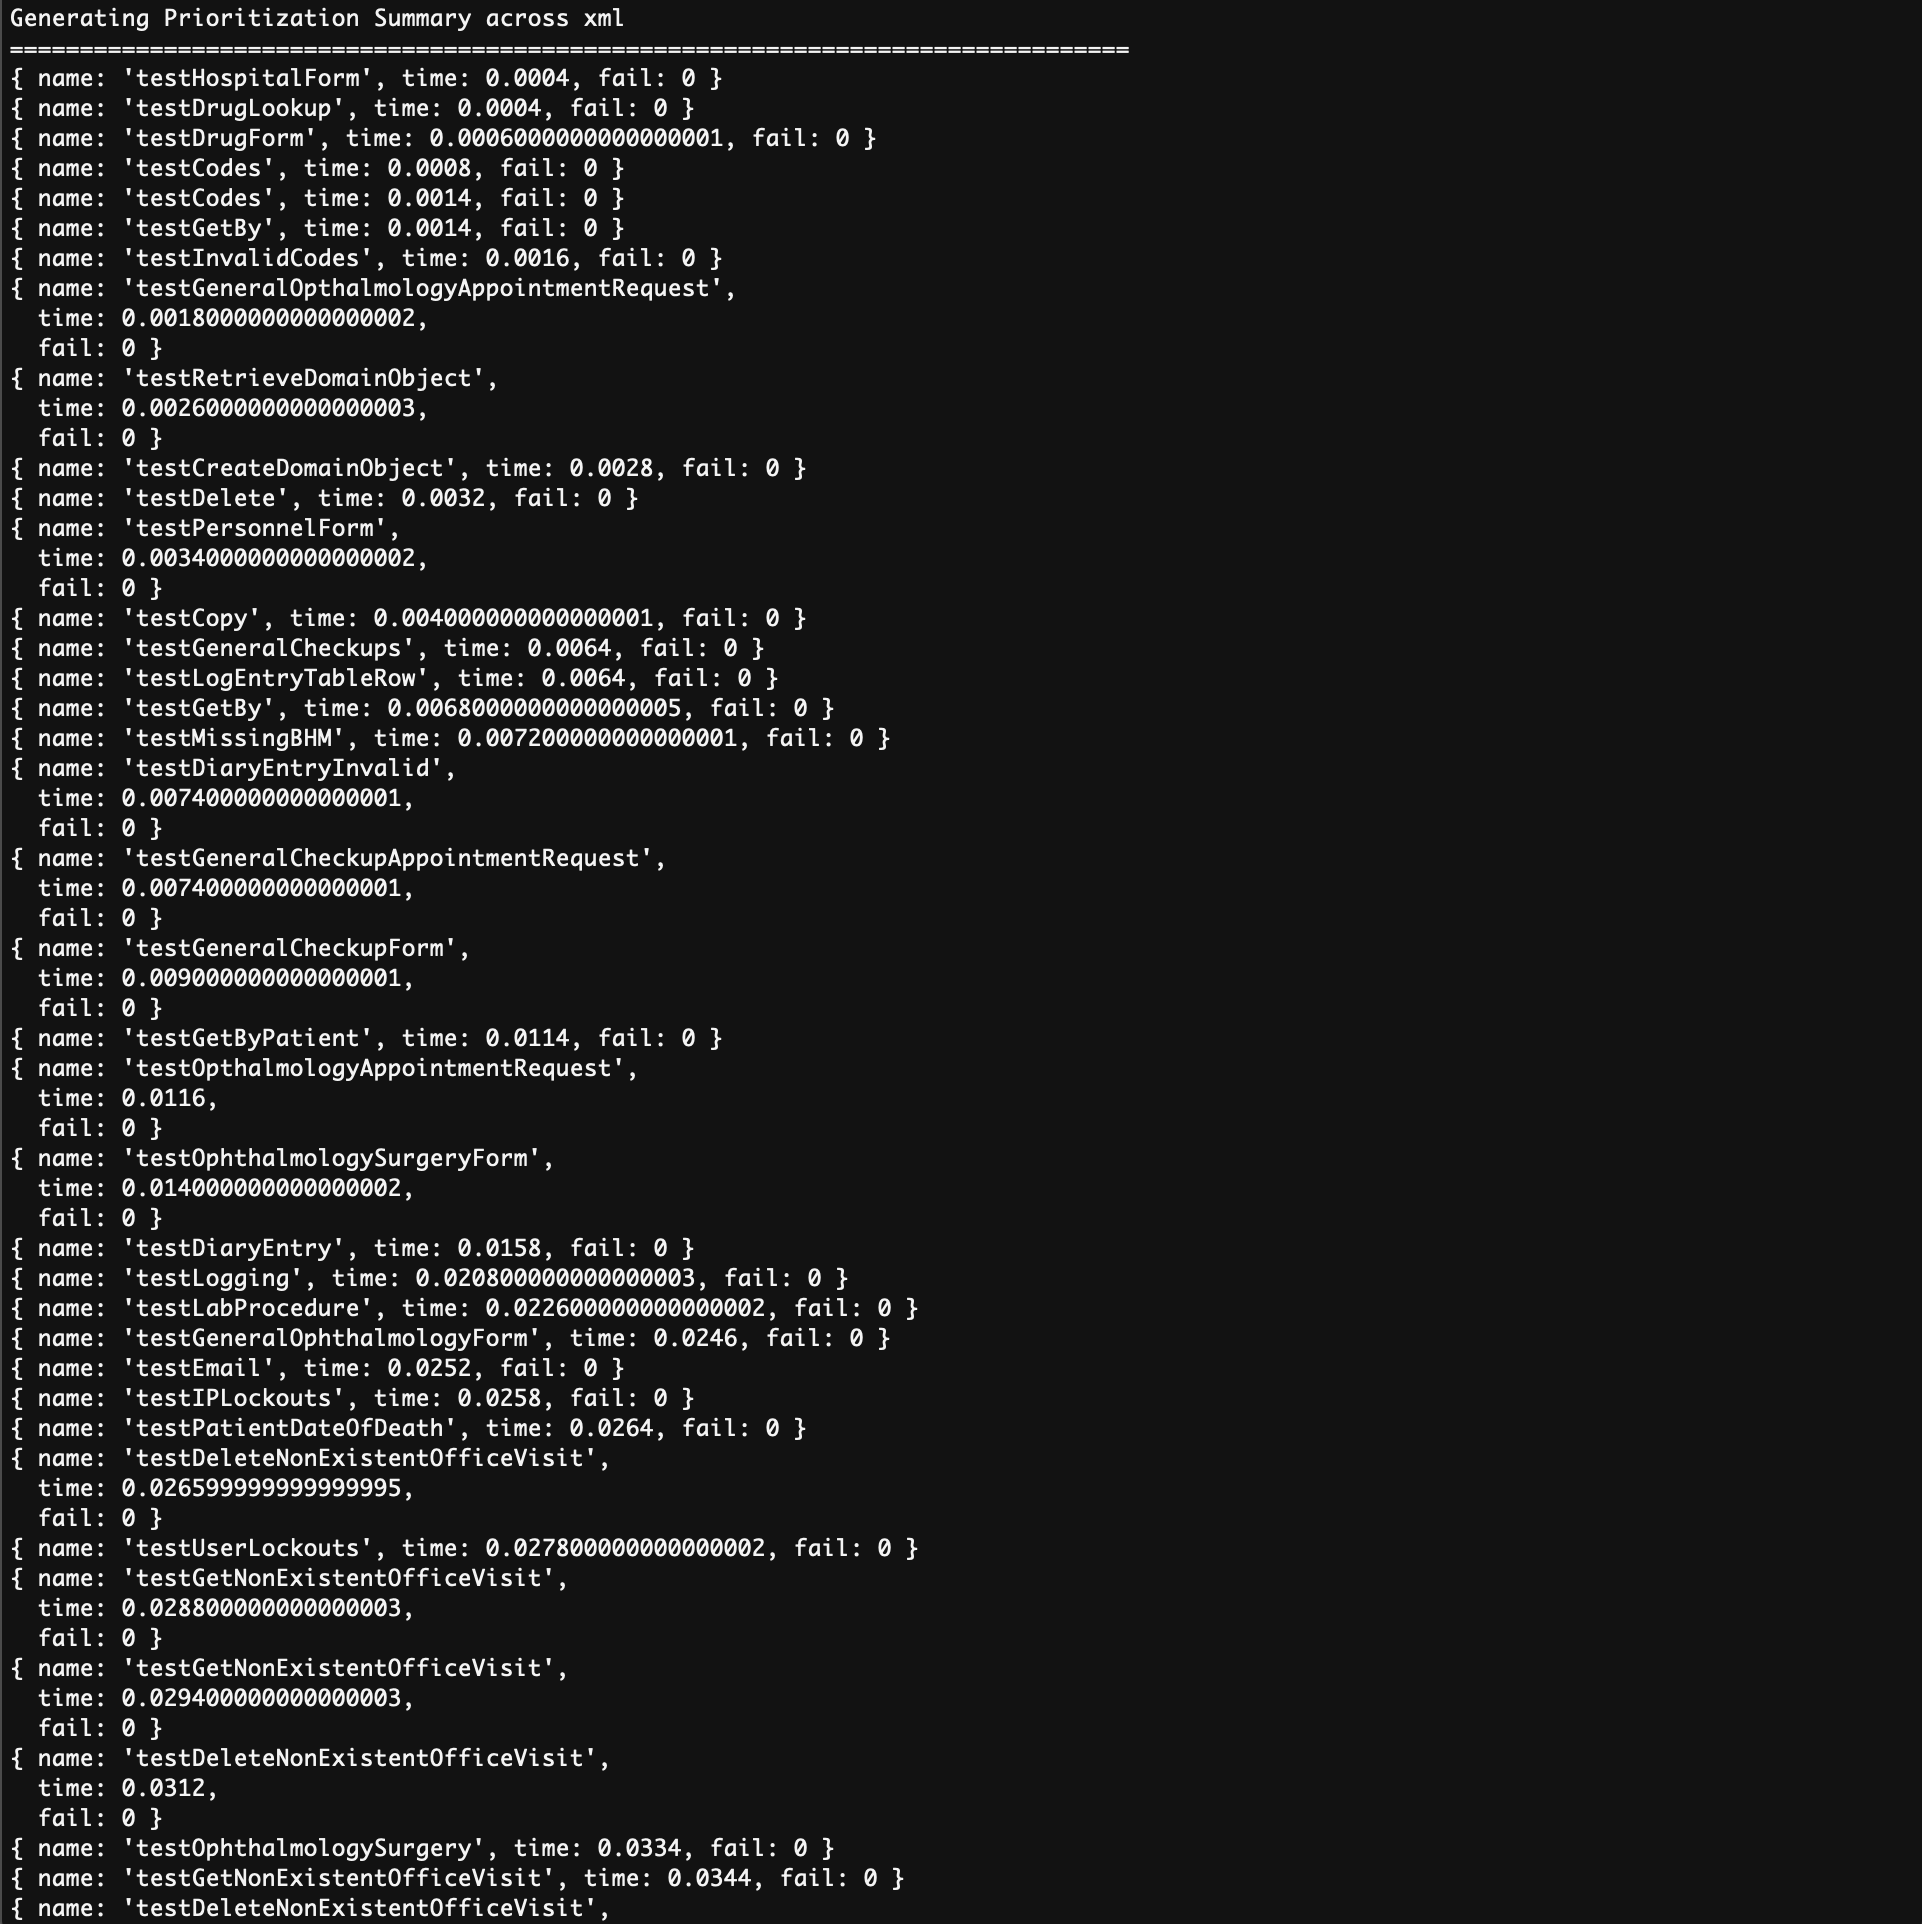 Generating Prioritization Summary across xml
================================================================================
{ name: 'testHospitalForm', time: 0.0004, fail: 0 }
{ name: 'testDrugLookup', time: 0.0004, fail: 0 }
{ name: 'testDrugForm', time: 0.0006000000000000001, fail: 0 }
{ name: 'testCodes', time: 0.0008, fail: 0 }
{ name: 'testCodes', time: 0.0014, fail: 0 }
{ name: 'testGetBy', time: 0.0014, fail: 0 }
{ name: 'testInvalidCodes', time: 0.0016, fail: 0 }
{ name: 'testGeneralOpthalmologyAppointmentRequest',
  time: 0.0018000000000000002,
  fail: 0 }
{ name: 'testRetrieveDomainObject',
  time: 0.0026000000000000003,
  fail: 0 }
{ name: 'testCreateDomainObject', time: 0.0028, fail: 0 }
{ name: 'testDelete', time: 0.0032, fail: 0 }
{ name: 'testPersonnelForm',
  time: 0.0034000000000000002,
  fail: 0 }
{ name: 'testCopy', time: 0.004000000000000001, fail: 0 }
{ name: 'testGeneralCheckups', time: 0.0064, fail: 0 }
{ name: 'testLogEntryTableRow', time: 0.0064, fail: 0 }
{ name: 'testGetBy', time: 0.0068000000000000005, fail: 0 }
{ name: 'testMissingBHM', time: 0.007200000000000001, fail: 0 }
{ name: 'testDiaryEntryInvalid',
  time: 0.007400000000000001,
  fail: 0 }
{ name: 'testGeneralCheckupAppointmentRequest',
  time: 0.007400000000000001,
  fail: 0 }
{ name: 'testGeneralCheckupForm',
  time: 0.009000000000000001,
  fail: 0 }
{ name: 'testGetByPatient', time: 0.0114, fail: 0 }
{ name: 'testOpthalmologyAppointmentRequest',
  time: 0.0116,
  fail: 0 }
{ name: 'testOphthalmologySurgeryForm',
  time: 0.014000000000000002,
  fail: 0 }
{ name: 'testDiaryEntry', time: 0.0158, fail: 0 }
{ name: 'testLogging', time: 0.020800000000000003, fail: 0 }
{ name: 'testLabProcedure', time: 0.022600000000000002, fail: 0 }
{ name: 'testGeneralOphthalmologyForm', time: 0.0246, fail: 0 }
{ name: 'testEmail', time: 0.0252, fail: 0 }
{ name: 'testIPLockouts', time: 0.0258, fail: 0 }
{ name: 'testPatientDateOfDeath', time: 0.0264, fail: 0 }
{ name: 'testDeleteNonExistentOfficeVisit',
  time: 0.026599999999999995,
  fail: 0 }
{ name: 'testUserLockouts', time: 0.027800000000000002, fail: 0 }
{ name: 'testGetNonExistentOfficeVisit',
  time: 0.028800000000000003,
  fail: 0 }
{ name: 'testGetNonExistentOfficeVisit',
  time: 0.029400000000000003,
  fail: 0 }
{ name: 'testDeleteNonExistentOfficeVisit',
  time: 0.0312,
  fail: 0 }
{ name: 'testOphthalmologySurgery', time: 0.0334, fail: 0 }
{ name: 'testGetNonExistentOfficeVisit', time: 0.0344, fail: 0 }
{ name: 'testDeleteNonExistentOfficeVisit',